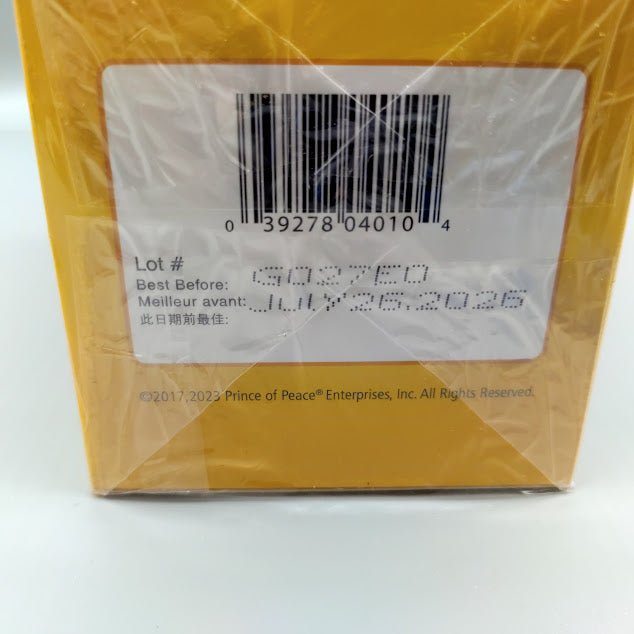 0 39278 04010 4
Lot # G027E0
Best Before:
Meilleur avant: JULY26,2026
此日期前最佳:
©2017,2023 Prince of Peace® Enterprises, Inc. All Rights Reserved.